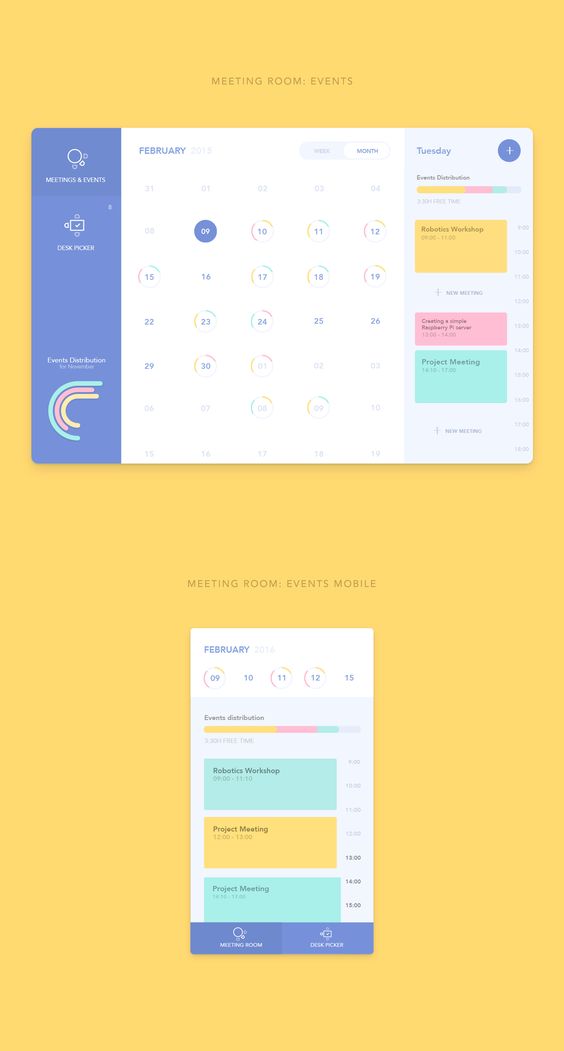 MEETING ROOM: EVENTS
MEETINGS & EVENTS
8
DESK PICKER
Events Distribution
for November
FEBRUARY 2015
WEEK MONTH
31 01 02 03 04
08 09 10 11 12
15 16 17 18 19
22 23 24 25 26
29 30 01 02 03
06 07 08 09 10
15 16 17 18 19
Tuesday
+
Events Distribution
3:30H FREE TIME
Robotics Workshop
09:00 - 11:00
+ NEW MEETING
Creating a simple
Raspberry Pi server
13:00 - 14:00
Project Meeting
14:10 - 17:00
+ NEW MEETING
9:00
10:00
11:00
12:00
13:00
14:00
15:00
16:00
17:00
18:00
MEETING ROOM: EVENTS MOBILE
FEBRUARY 2016
09 10 11 12 15
Events distribution
3:30H FREE TIME
Robotics Workshop
09:00 - 11:10
Project Meeting
12:00 - 13:00
Project Meeting
14:10 - 17:00
9:00
10:00
11:00
12:00
13:00
14:00
15:00
MEETING ROOM
DESK PICKER